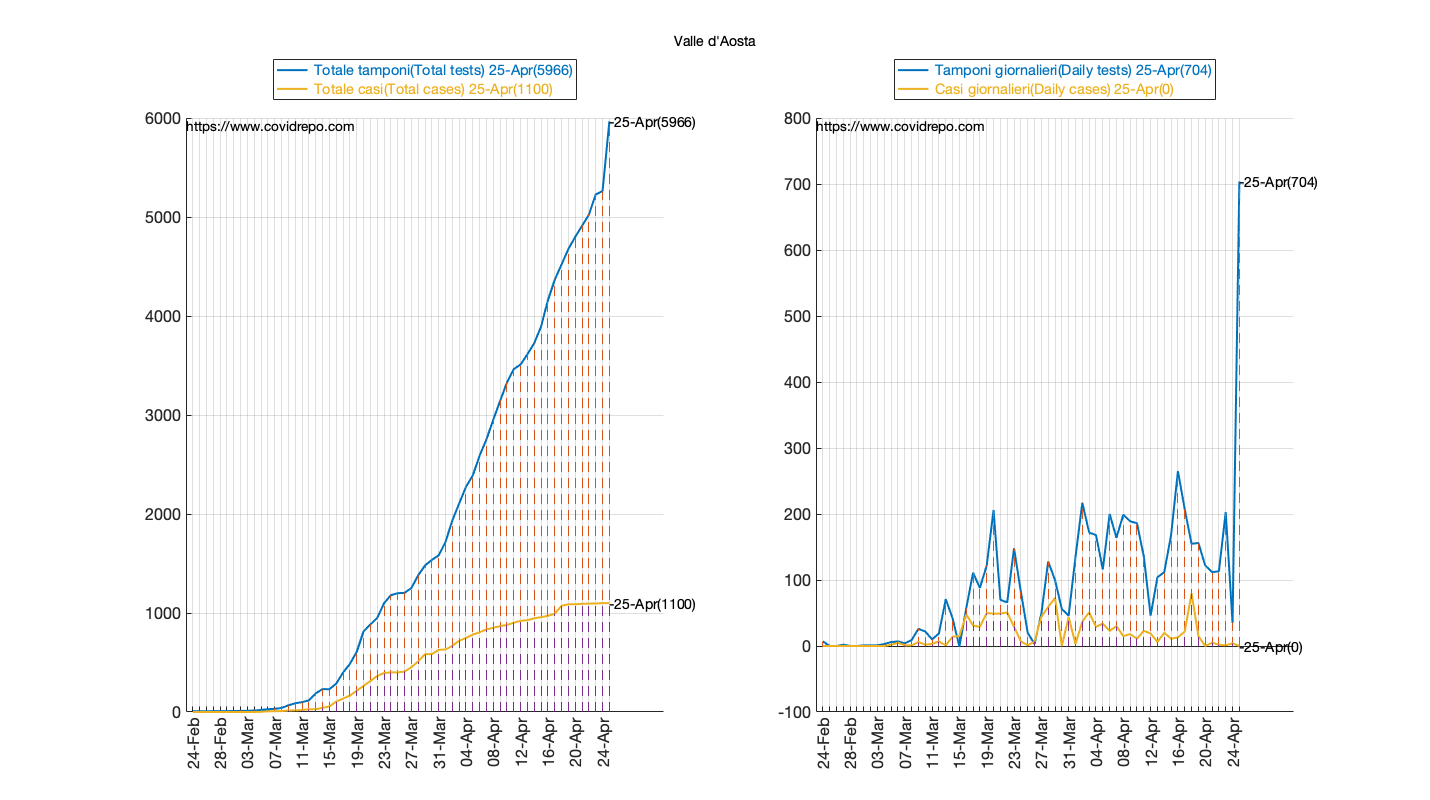 Valle d'Aosta
Totale tamponi(Total tests) 25-Apr(5966)
Totale casi(Total cases) 25-Apr(1100)
https://www.covidrepo.com
6000
5000
4000
3000
2000
1000
0
25-Apr(5966)
25-Apr(1100)
24-Feb
28-Feb
03-Mar
07-Mar
11-Mar
15-Mar
19-Mar
23-Mar
27-Mar
31-Mar
04-Apr
08-Apr
12-Apr
16-Apr
20-Apr
24-Apr
Tamponi giornalieri(Daily tests) 25-Apr(704)
Casi giornalieri(Daily cases) 25-Apr(0)
https://www.covidrepo.com
800
700
600
500
400
300
200
100
0
-100
25-Apr(704)
25-Apr(0)
24-Feb
28-Feb
03-Mar
07-Mar
11-Mar
15-Mar
19-Mar
23-Mar
27-Mar
31-Mar
04-Apr
08-Apr
12-Apr
16-Apr
20-Apr
24-Apr